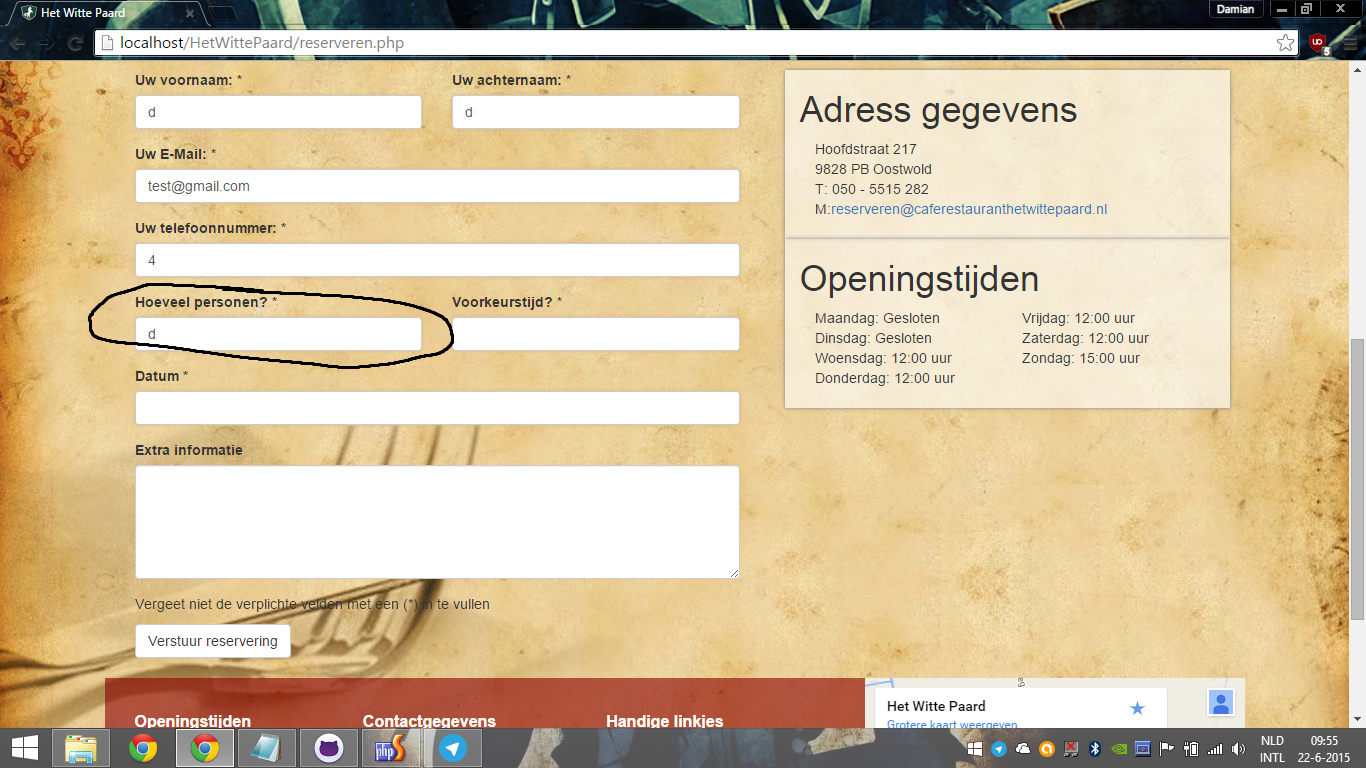 Het Witte Paard
Damian
localhost/HetWittePaard/reserveren.php
UD
5
Uw voornaam: *
Uw achternaam: *
d
d
Uw E-Mail: *
test@gmail.com
Uw telefoonnummer: *
4
Hoeveel personen? *
Voorkeurstijd? *
d
Datum *
Extra informatie
Vergeet niet de verplichte velden met een (*) in te vullen
Verstuur reservering
Adress gegevens
Hoofdstraat 217
9828 PB Oostwold
T: 050 - 5515 282
M:reserveren@caferestauranthetwittepaard.nl
Openingstijden
Maandag: Gesloten
Dinsdag: Gesloten
Woensdag: 12:00 uur
Donderdag: 12:00 uur
Vrijdag: 12:00 uur
Zaterdag: 12:00 uur
Zondag: 15:00 uur
Openingstijden
Contactgegevens
Handige linkjes
Het Witte Paard
Grotere kaart weergeven
php
NLD
INTL
09:55
22-6-2015